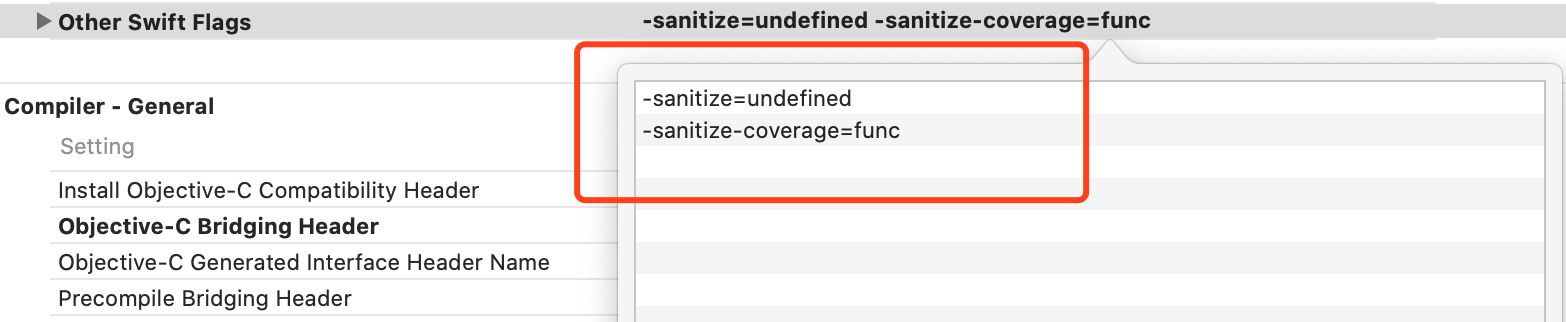 Other Swift Flags -sanitize=undefined -sanitize-coverage=func
-sanitize=undefined
-sanitize-coverage=func
Compiler - General
Setting
Install Objective-C Compatibility Header
Objective-C Bridging Header
Objective-C Generated Interface Header Name
Precompile Bridging Header